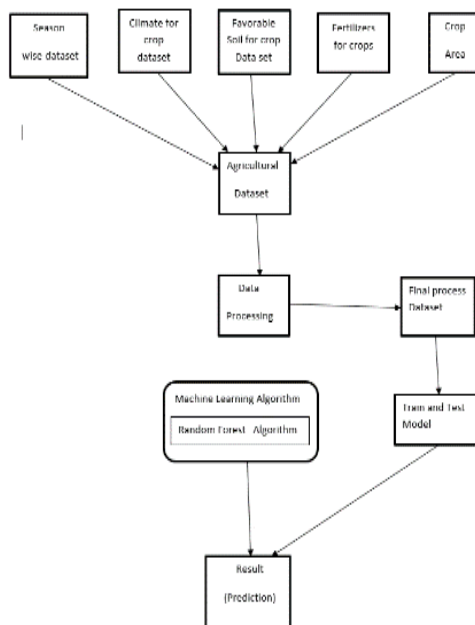 Season
wise dataset
Climate for
crop
dataset
Favorable
Soil for crop
Data set
Fertilizers
for crops
Crop
Area
Agricultural
Dataset
Data
Processing
Final process
Dataset
Machine Learning Algorithm
Random Forest Algorithm
Train and Test
Model
Result
(Prediction)